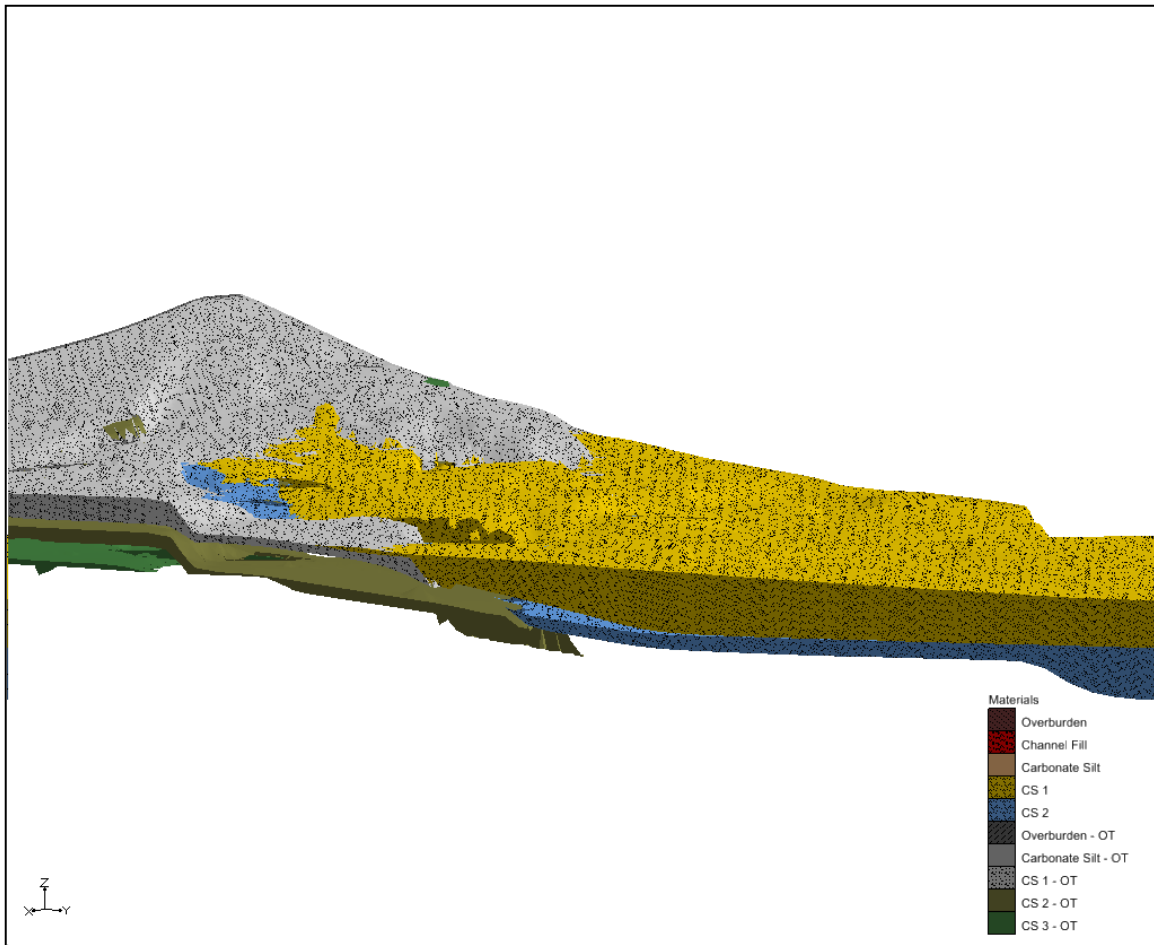 Materials
Overburden
Channel Fill
Carbonate Silt
CS 1
CS 2
Overburden - OT
Carbonate Silt - OT
CS 1 - OT
CS 2 - OT
CS 3 - OT
Z
X Y